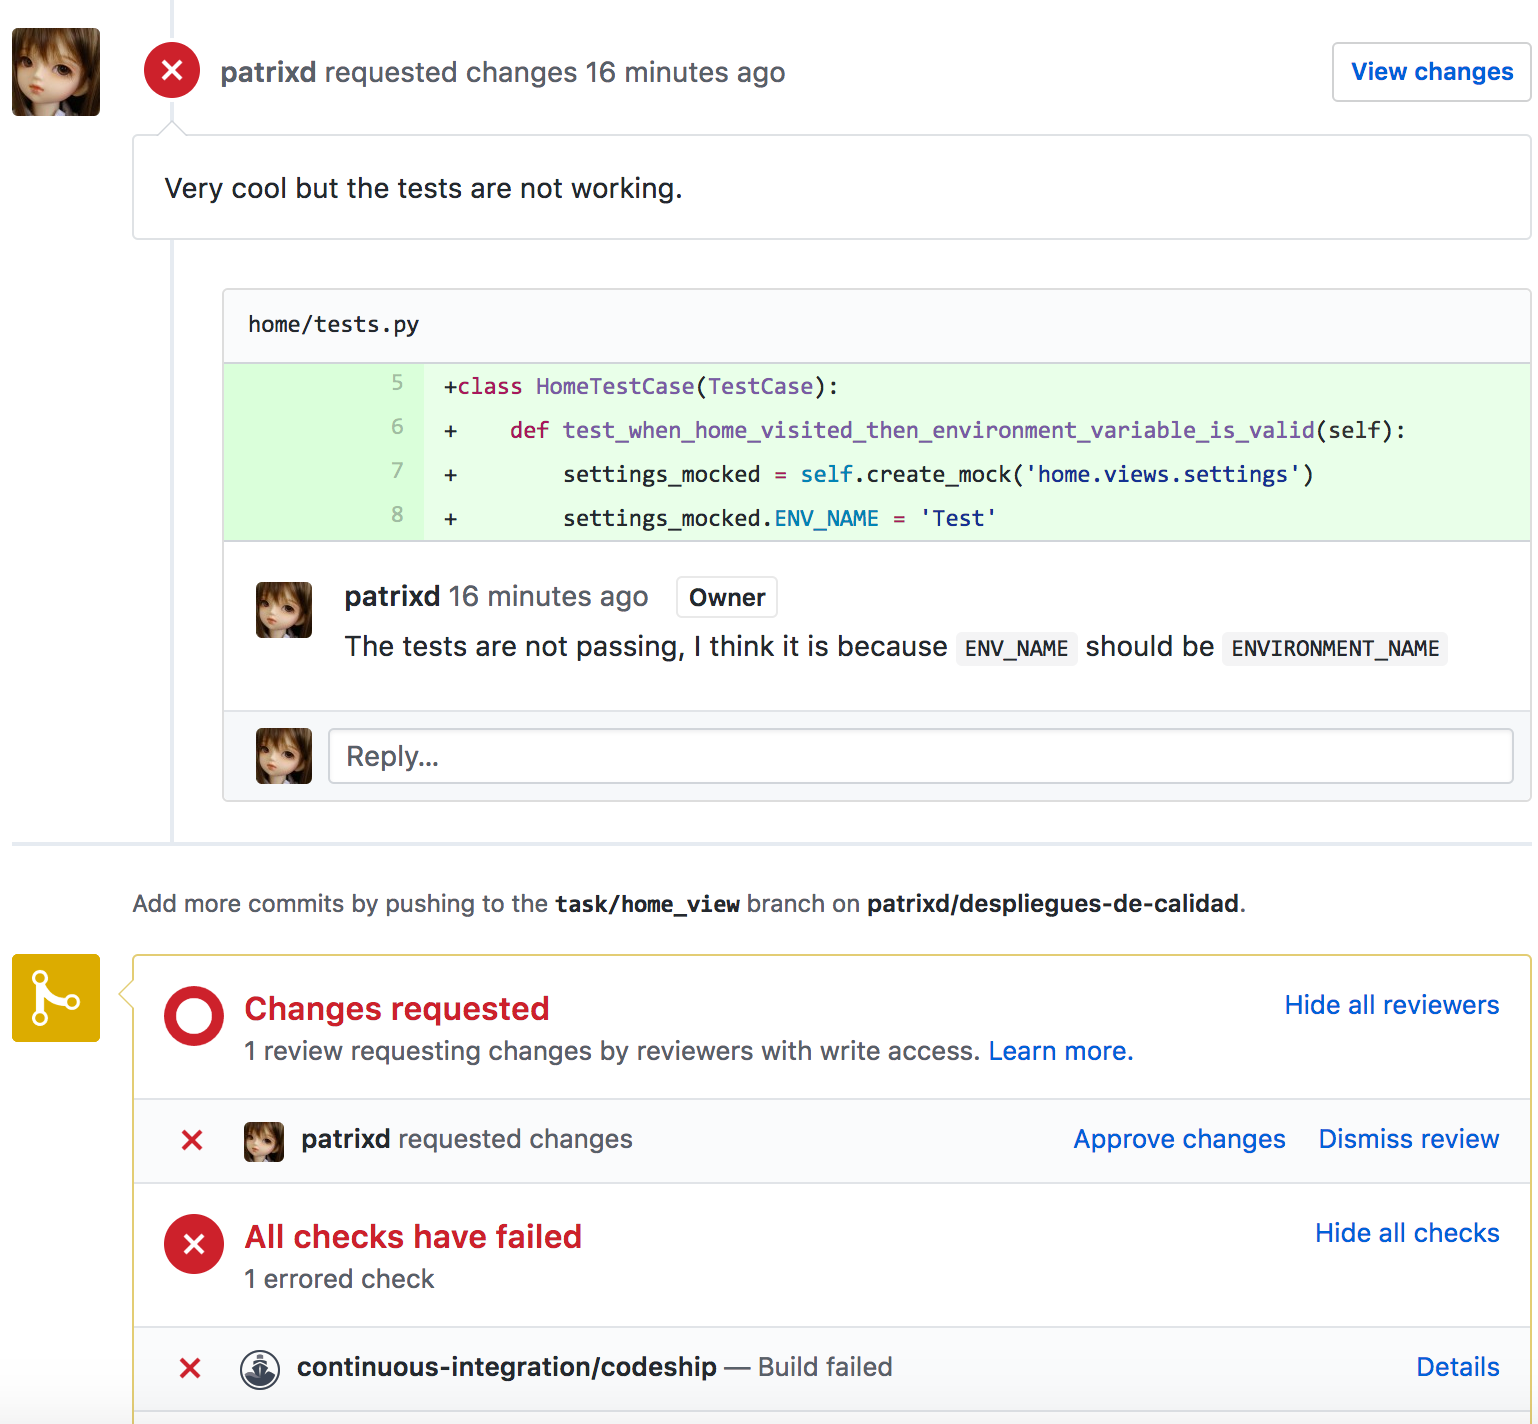 patrixd requested changes 16 minutes ago
View changes
Very cool but the tests are not working.
home/tests.py
5 +class HomeTestCase(TestCase):
6 +    def test_when_home_visited_then_environment_variable_is_valid(self):
7 +        settings_mocked = self.create_mock('home.views.settings')
8 +        settings_mocked.ENV_NAME = 'Test'
patrixd 16 minutes ago Owner
The tests are not passing, I think it is because ENV_NAME should be ENVIRONMENT_NAME
Reply...
Add more commits by pushing to the task/home_view branch on patrixd/despliegues-de-calidad.
Changes requested
Hide all reviewers
1 review requesting changes by reviewers with write access. Learn more.
patrixd requested changes
Approve changes Dismiss review
All checks have failed
Hide all checks
1 errored check
continuous-integration/codeship — Build failed
Details